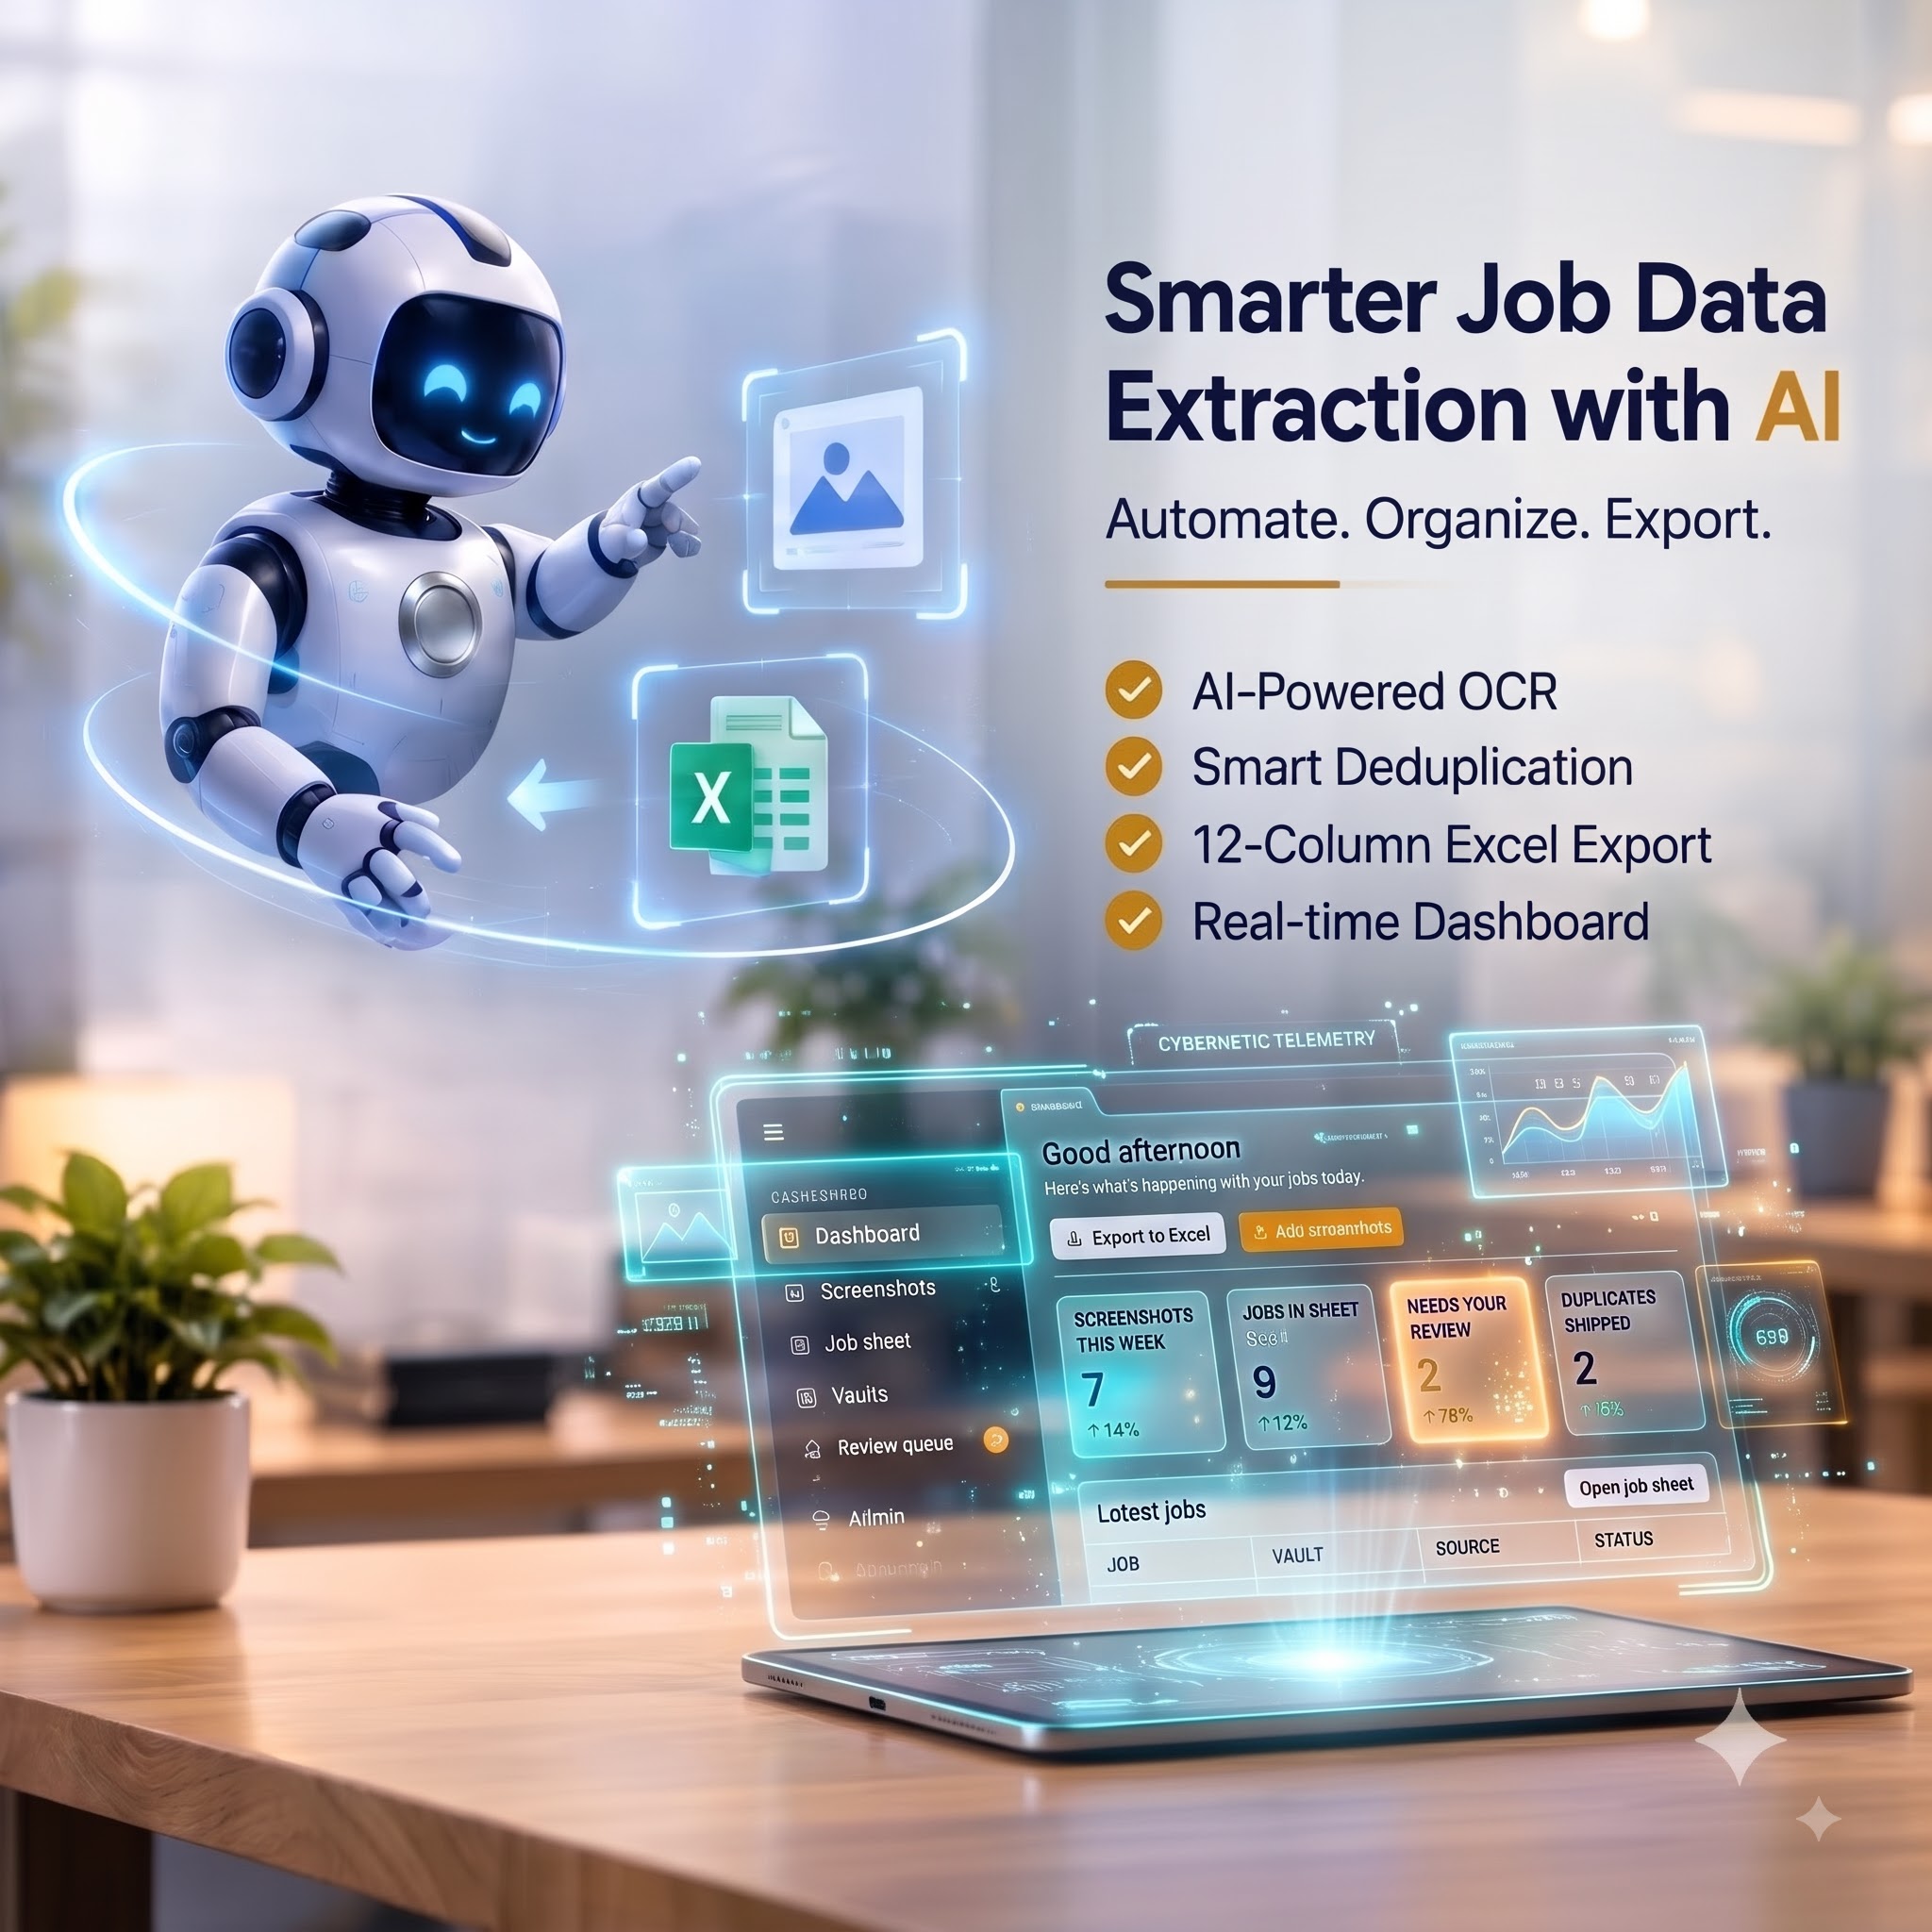 Smarter Job Data
Extraction with AI
Automate. Organize. Export.
AI-Powered OCR
Smart Deduplication
12-Column Excel Export
Real-time Dashboard
X
CYBERNETIC TELEMETRY
CASHESHRBO
Dashboard
Screenshots
Job sheet
Vaults
Review queue
Good afternoon
Here's what's happening with your jobs today.
Export to Excel
Add
SCREENSHOTS
THIS WEEK
7
↑ 14%
JOBS IN SHEET
9
↑ 12%
NEEDS YOUR
REVIEW
2
↑ 78%
DUPLICATES
SHIPPED
2
690
Lotest jobs
Open job sheet
JOB VAULT SOURCE STATUS